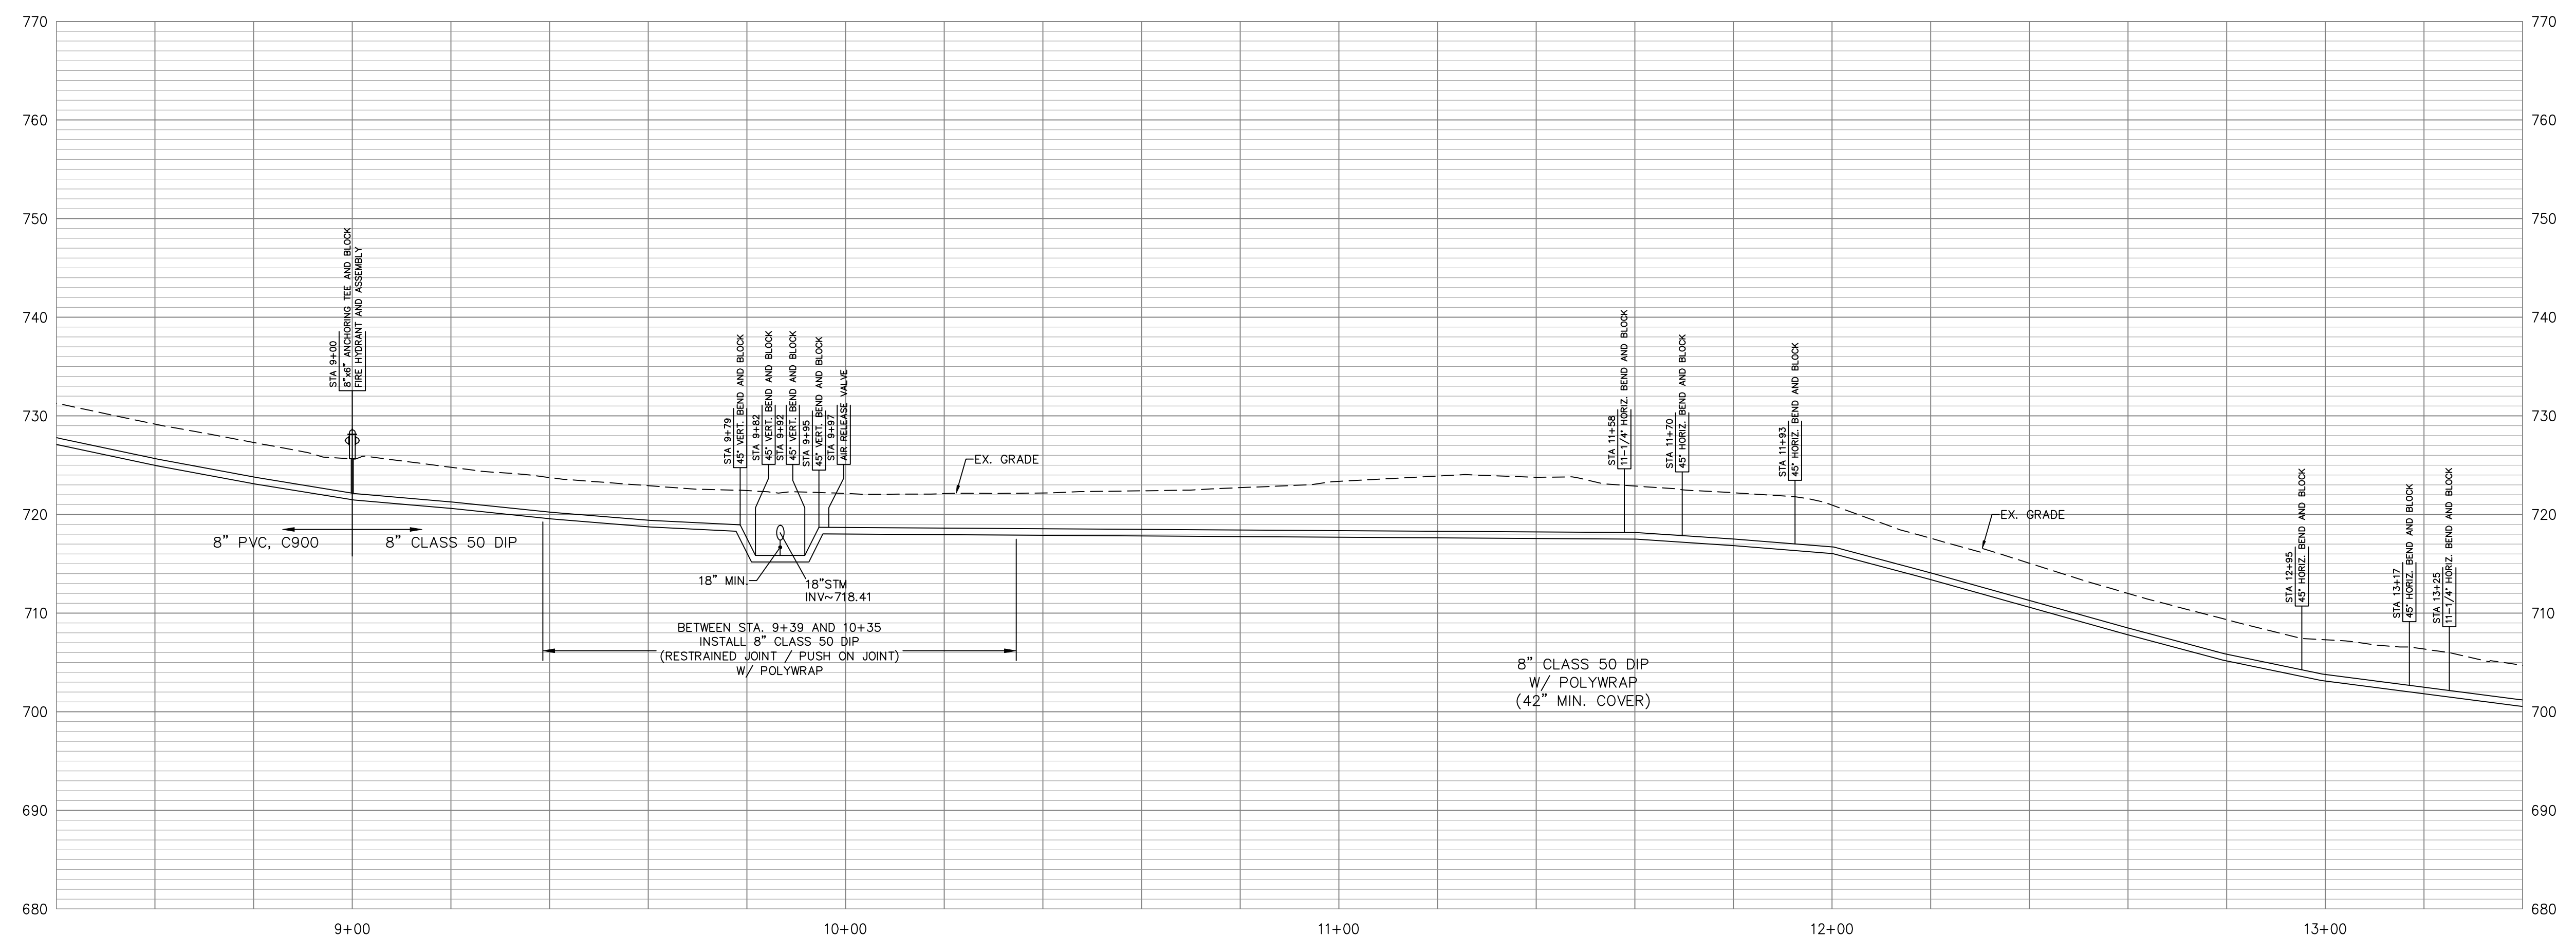 770
770
760
760
750
750
740
740
730
730
720
720
710
710
700
700
690
690
680
680
STA 9+00
8"x6" ANCHORING TEE AND BLOCK
FIRE HYDRANT AND ASSEMBLY
8" PVC, C900
8" CLASS 50 DIP
STA 9+79
45° VERT. BEND AND BLOCK
STA 9+82
45° VERT. BEND AND BLOCK
STA 9+92
45° VERT. BEND AND BLOCK
STA 9+95
45° VERT. BEND AND BLOCK
STA 9+97
AIR RELEASE VALVE
EX. GRADE
18" MIN.
18"STM
INV~718.41
BETWEEN STA. 9+39 AND 10+35
INSTALL 8" CLASS 50 DIP
(RESTRAINED JOINT / PUSH ON JOINT)
W/ POLYWRAP
STA 11+58
11-1/4° HORIZ. BEND AND BLOCK
STA 11+70
45° HORIZ. BEND AND BLOCK
STA 11+93
45° HORIZ. BEND AND BLOCK
EX. GRADE
8" CLASS 50 DIP
W/ POLYWRAP
(42" MIN. COVER)
STA 12+95
45° HORIZ. BEND AND BLOCK
STA 13+17
45° HORIZ. BEND AND BLOCK
STA 13+25
11-1/4° HORIZ. BEND AND BLOCK
9+00
10+00
11+00
12+00
13+00